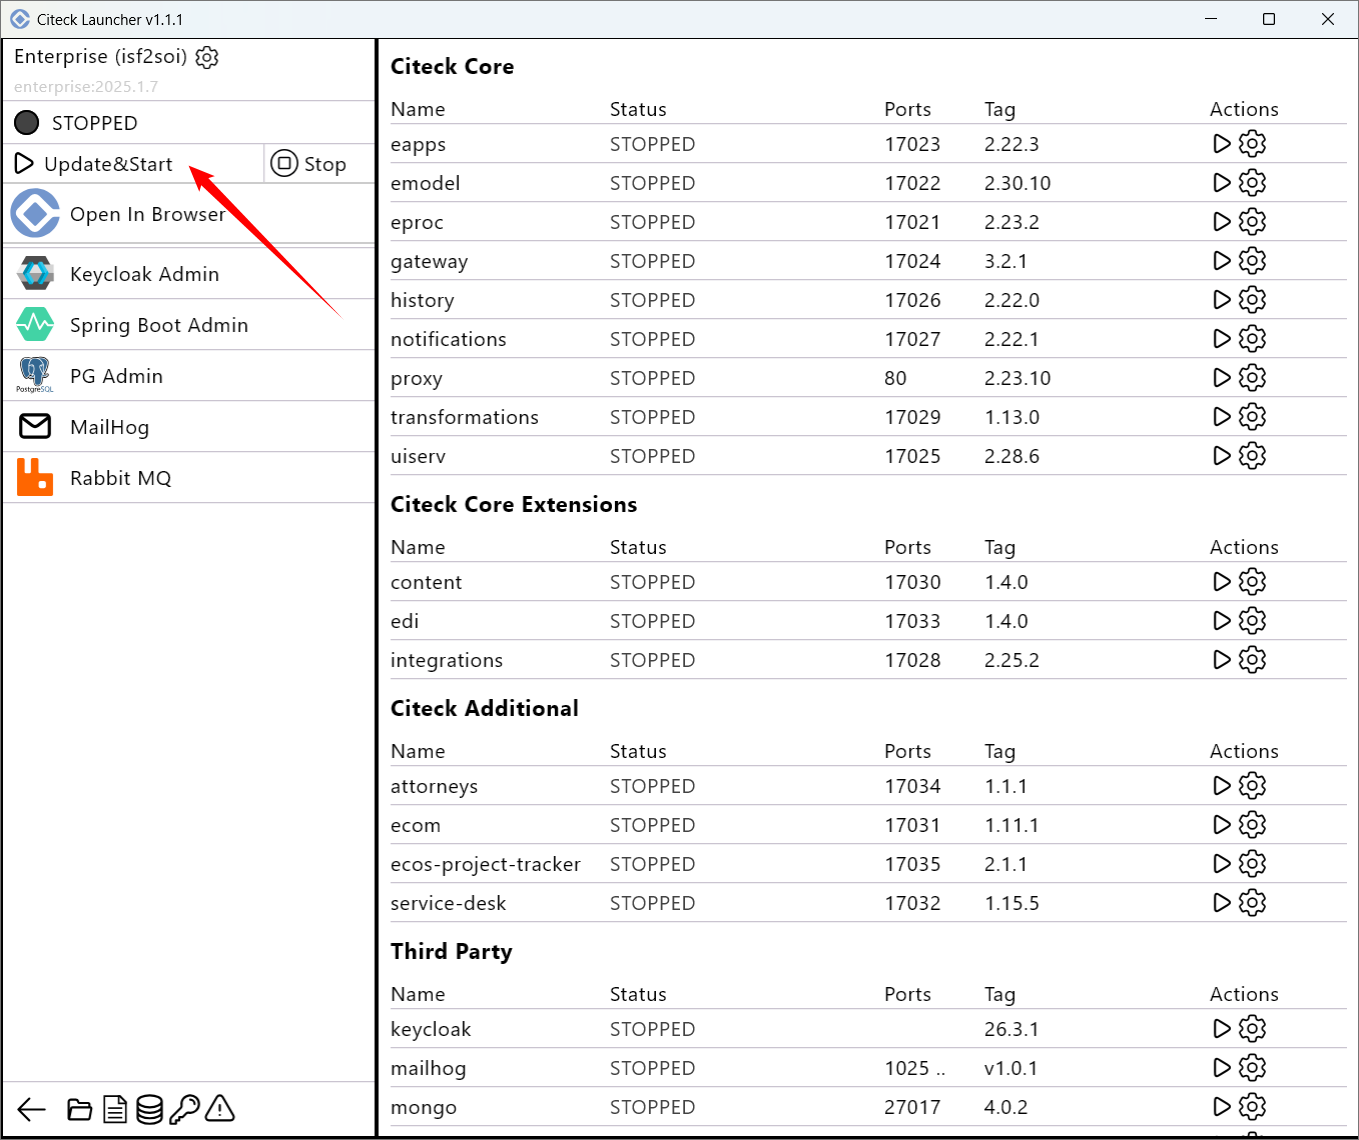 Citeck Launcher v1.1.1
Enterprise (isf2soi)
enterprise:2025.1.7
STOPPED
Update&Start Stop
Open In Browser
Keycloak Admin
Spring Boot Admin
PostgreSQL
PG Admin
MailHog
Rabbit MQ
Citeck Core
Name Status Ports Tag Actions
eapps STOPPED 17023 2.22.3
emodel STOPPED 17022 2.30.10
eproc STOPPED 17021 2.23.2
gateway STOPPED 17024 3.2.1
history STOPPED 17026 2.22.0
notifications STOPPED 17027 2.22.1
proxy STOPPED 80 2.23.10
transformations STOPPED 17029 1.13.0
uiserv STOPPED 17025 2.28.6
Citeck Core Extensions
Name Status Ports Tag Actions
content STOPPED 17030 1.4.0
edi STOPPED 17033 1.4.0
integrations STOPPED 17028 2.25.2
Citeck Additional
Name Status Ports Tag Actions
attorneys STOPPED 17034 1.1.1
ecom STOPPED 17031 1.11.1
ecos-project-tracker STOPPED 17035 2.1.1
service-desk STOPPED 17032 1.15.5
Third Party
Name Status Ports Tag Actions
keycloak STOPPED 26.3.1
mailhog STOPPED 1025 .. v1.0.1
mongo STOPPED 27017 4.0.2